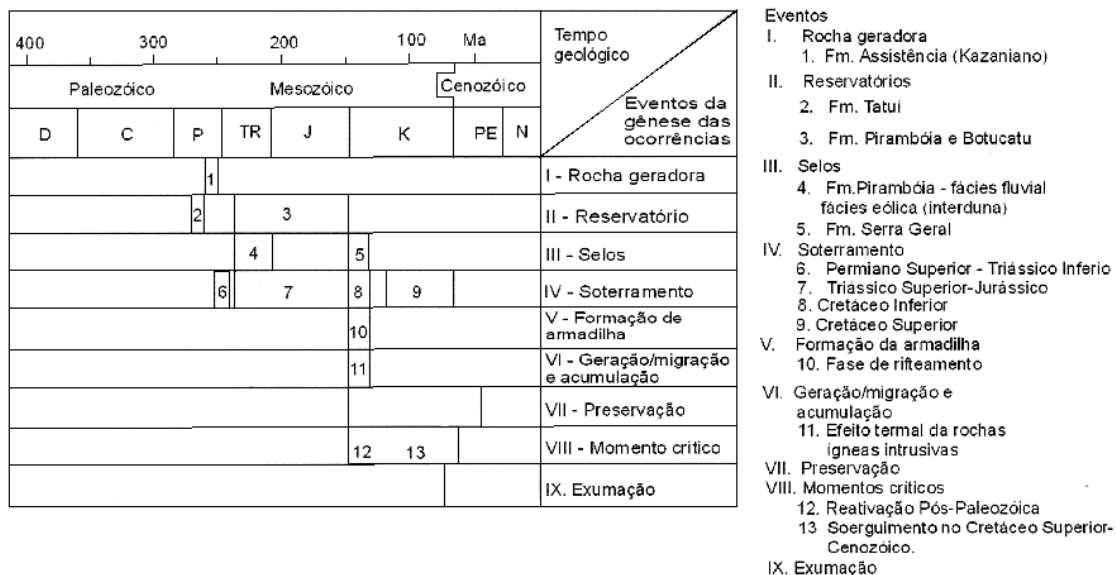 400 300 200 100 Ma
Tempo
geológico
Paleozóico Mesozóico Cenozóico
Eventos da
gênese das
ocorrências
D C P TR J K PE N
1 I - Rocha geradora
2 3 II - Reservatório
4 5 III - Selos
6 7 8 9 IV - Soterramento
10 V - Formação de
armadilha
11 VI - Geração/migração
e acumulação
VII - Preservação
12 13 VIII - Momento crítico
IX. Exumação
Eventos
I. Rocha geradora
1. Fm. Assistência (Kazaniano)
II. Reservatórios
2. Fm. Tatuí
3. Fm. Pirambóia e Botucatu
III. Selos
4. Fm.Pirambóia - fácies fluvial
fácies eólica (interduna)
5. Fm. Serra Geral
IV. Soterramento
6. Permiano Superior - Triássico Inferio
7. Triássico Superior-Jurássico
8. Cretáceo Inferior
9. Cretáceo Superior
V. Formação da armadilha
10. Fase de rifteamento
VI. Geração/migração e
acumulação
11. Efeito termal da rochas
ígneas intrusivas
VII. Preservação
VIII. Momentos críticos
12. Reativação Pós-Paleozóica
13 Soerguimento no Cretáceo Superior-
Cenozóico.
IX. Exumação